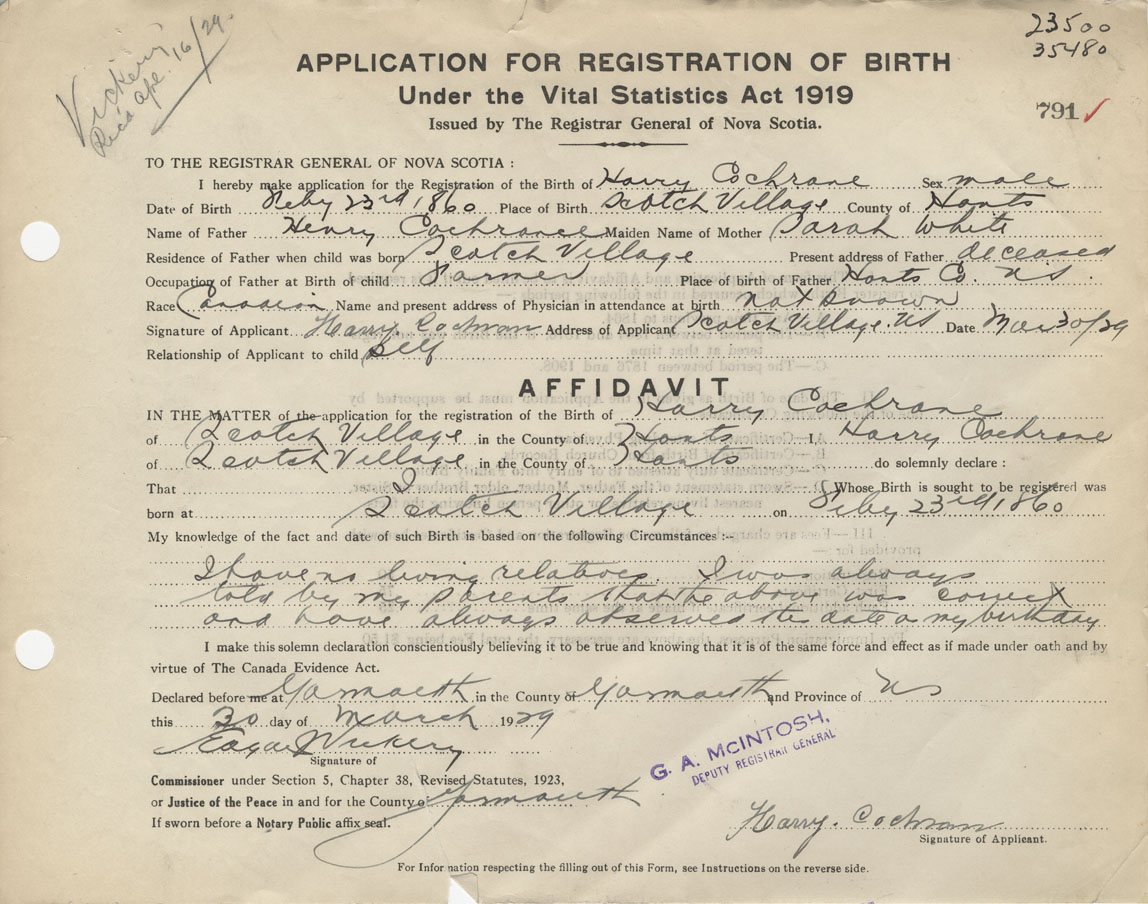 Vickery
Rec'd Apl. 16/29.
23500
35480
791 ✓
APPLICATION FOR REGISTRATION OF BIRTH
Under the Vital Statistics Act 1919
Issued by The Registrar General of Nova Scotia.
TO THE REGISTRAR GENERAL OF NOVA SCOTIA :
I hereby make application for the Registration of the Birth of Harry Cochrane Sex male
Date of Birth Feby 23rd 1860 Place of Birth Scotch Village County of Hants
Name of Father Henry Cochrane Maiden Name of Mother Sarah White
Residence of Father when child was born Scotch Village Present address of Father deceased
Occupation of Father at Birth of child Farmer Place of birth of Father Hants Co. NS.
Race Canadian Name and present address of Physician in attendance at birth not known
Signature of Applicant Harry. Cochran Address of Applicant Scotch Village. NS Date Mar 30/29
Relationship of Applicant to child Self
AFFIDAVIT
IN THE MATTER of the application for the registration of the Birth of Harry Cochrane
of Scotch Village in the County of Hants I, Harry Cochrane
of Scotch Village in the County of Hants do solemnly declare :
That I Whose Birth is sought to be registered was
born at Scotch Village on Feby 23rd 1860
My knowledge of the fact and date of such Birth is based on the following Circumstances :-
I have no living relatives. I was always
told by my parents that the above was correct
and have always observed the date as my birthday
I make this solemn declaration conscientiously believing it to be true and knowing that it is of the same force and effect as if made under oath and by
virtue of The Canada Evidence Act.
Declared before me at Yarmouth in the County of Yarmouth and Province of NS
this 30 day of March 1929
Edgar W Vickery
Signature of
Commissioner under Section 5, Chapter 38, Revised Statutes, 1923,
or Justice of the Peace in and for the County of Yarmouth
If sworn before a Notary Public affix seal.
G. A. McINTOSH,
DEPUTY REGISTRAR GENERAL
Harry. Cochran
Signature of Applicant.
For Information respecting the filling out of this Form, see Instructions on the reverse side.